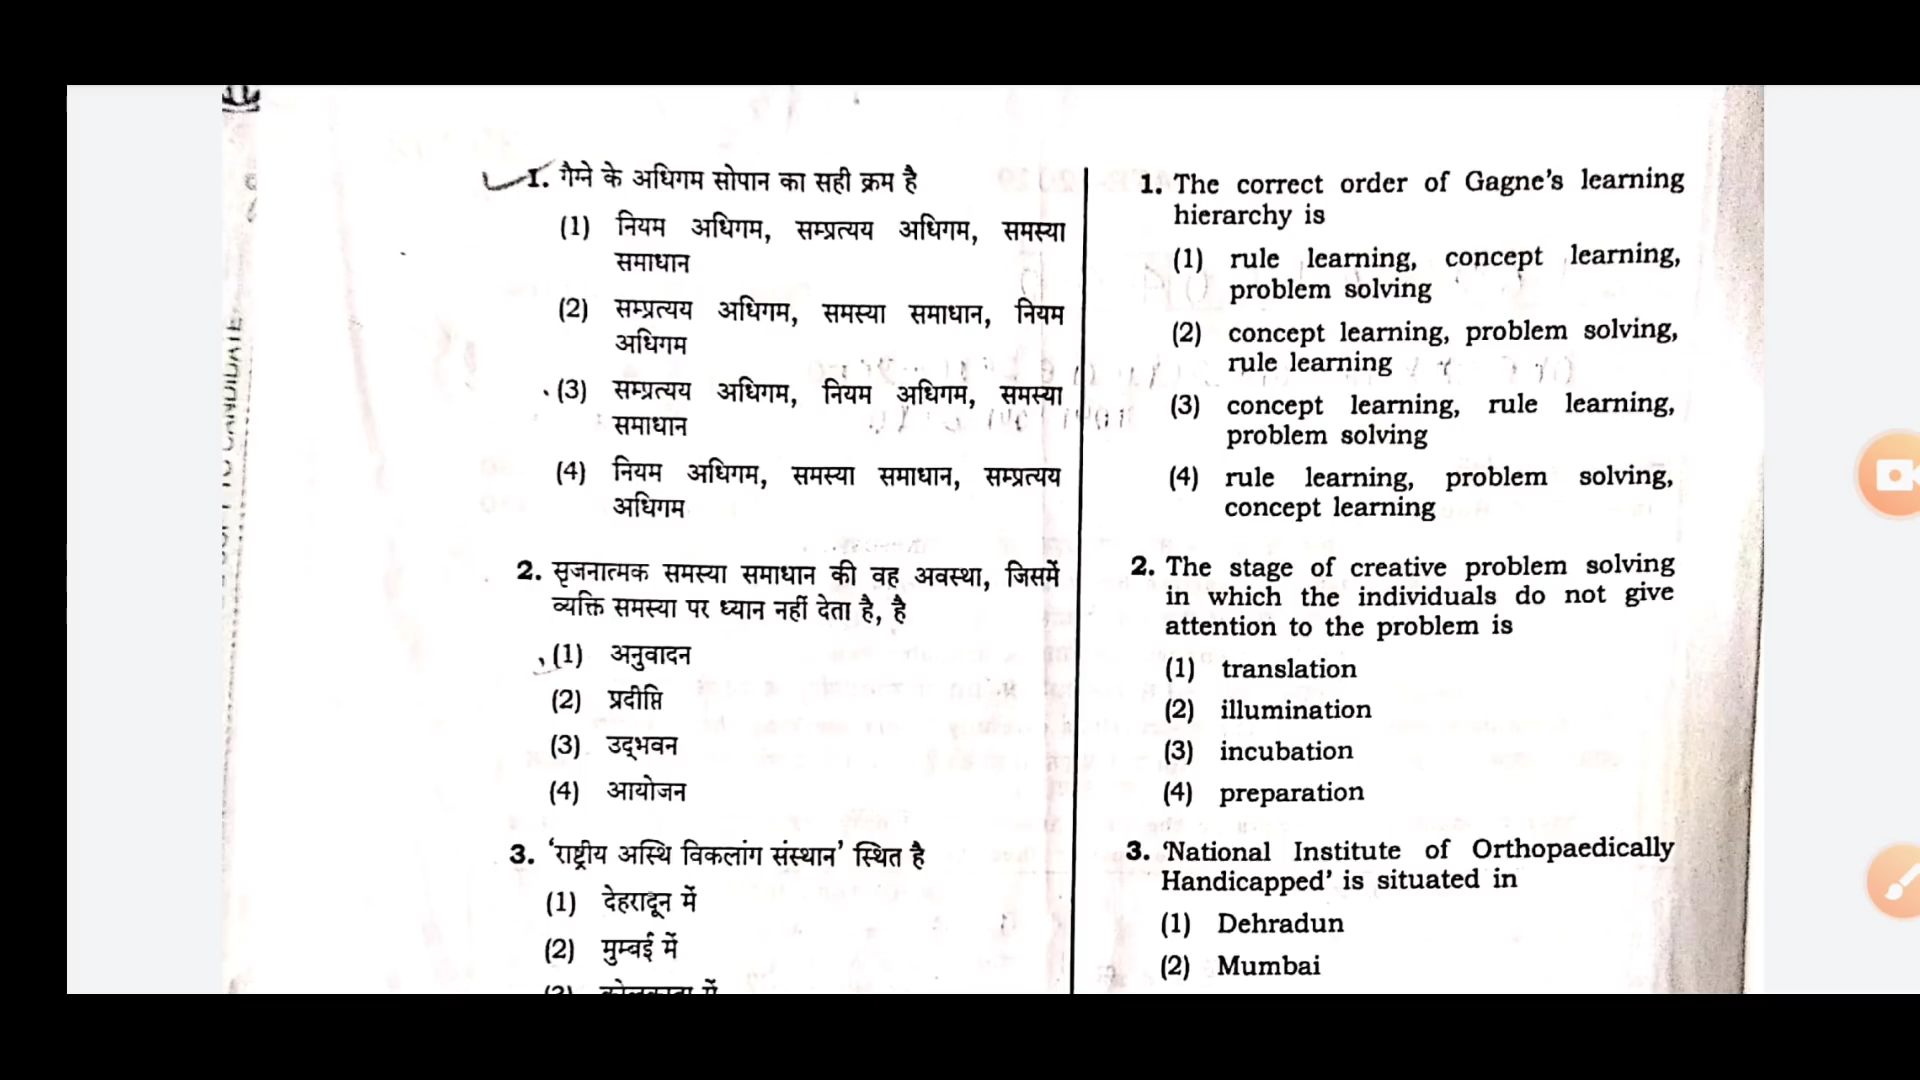 1. गैग्ने के अधिगम सोपान का सही क्रम है
(1) नियम अधिगम, सम्प्रत्यय अधिगम, समस्या
समाधान
(2) सम्प्रत्यय अधिगम, समस्या समाधान, नियम
अधिगम
(3) सम्प्रत्यय अधिगम, नियम अधिगम, समस्या
समाधान
(4) नियम अधिगम, समस्या समाधान, सम्प्रत्यय
अधिगम
2. सृजनात्मक समस्या समाधान की वह अवस्था, जिसमें
व्यक्ति समस्या पर ध्यान नहीं देता है, है
(1) अनुवादन
(2) प्रदीप्ति
(3) उद्‌भवन
(4) आयोजन
3. 'राष्ट्रीय अस्थि विकलांग संस्थान' स्थित है
(1) देहरादून में
(2) मुम्बई में
1. The correct order of Gagne's learning
hierarchy is
(1) rule learning, concept learning,
problem solving
(2) concept learning, problem solving,
rule learning
(3) concept learning, rule learning,
problem solving
(4) rule learning, problem solving,
concept learning
2. The stage of creative problem solving
in which the individuals do not give
attention to the problem is
(1) translation
(2) illumination
(3) incubation
(4) preparation
3. 'National Institute of Orthopaedically
Handicapped' is situated in
(1) Dehradun
(2) Mumbai